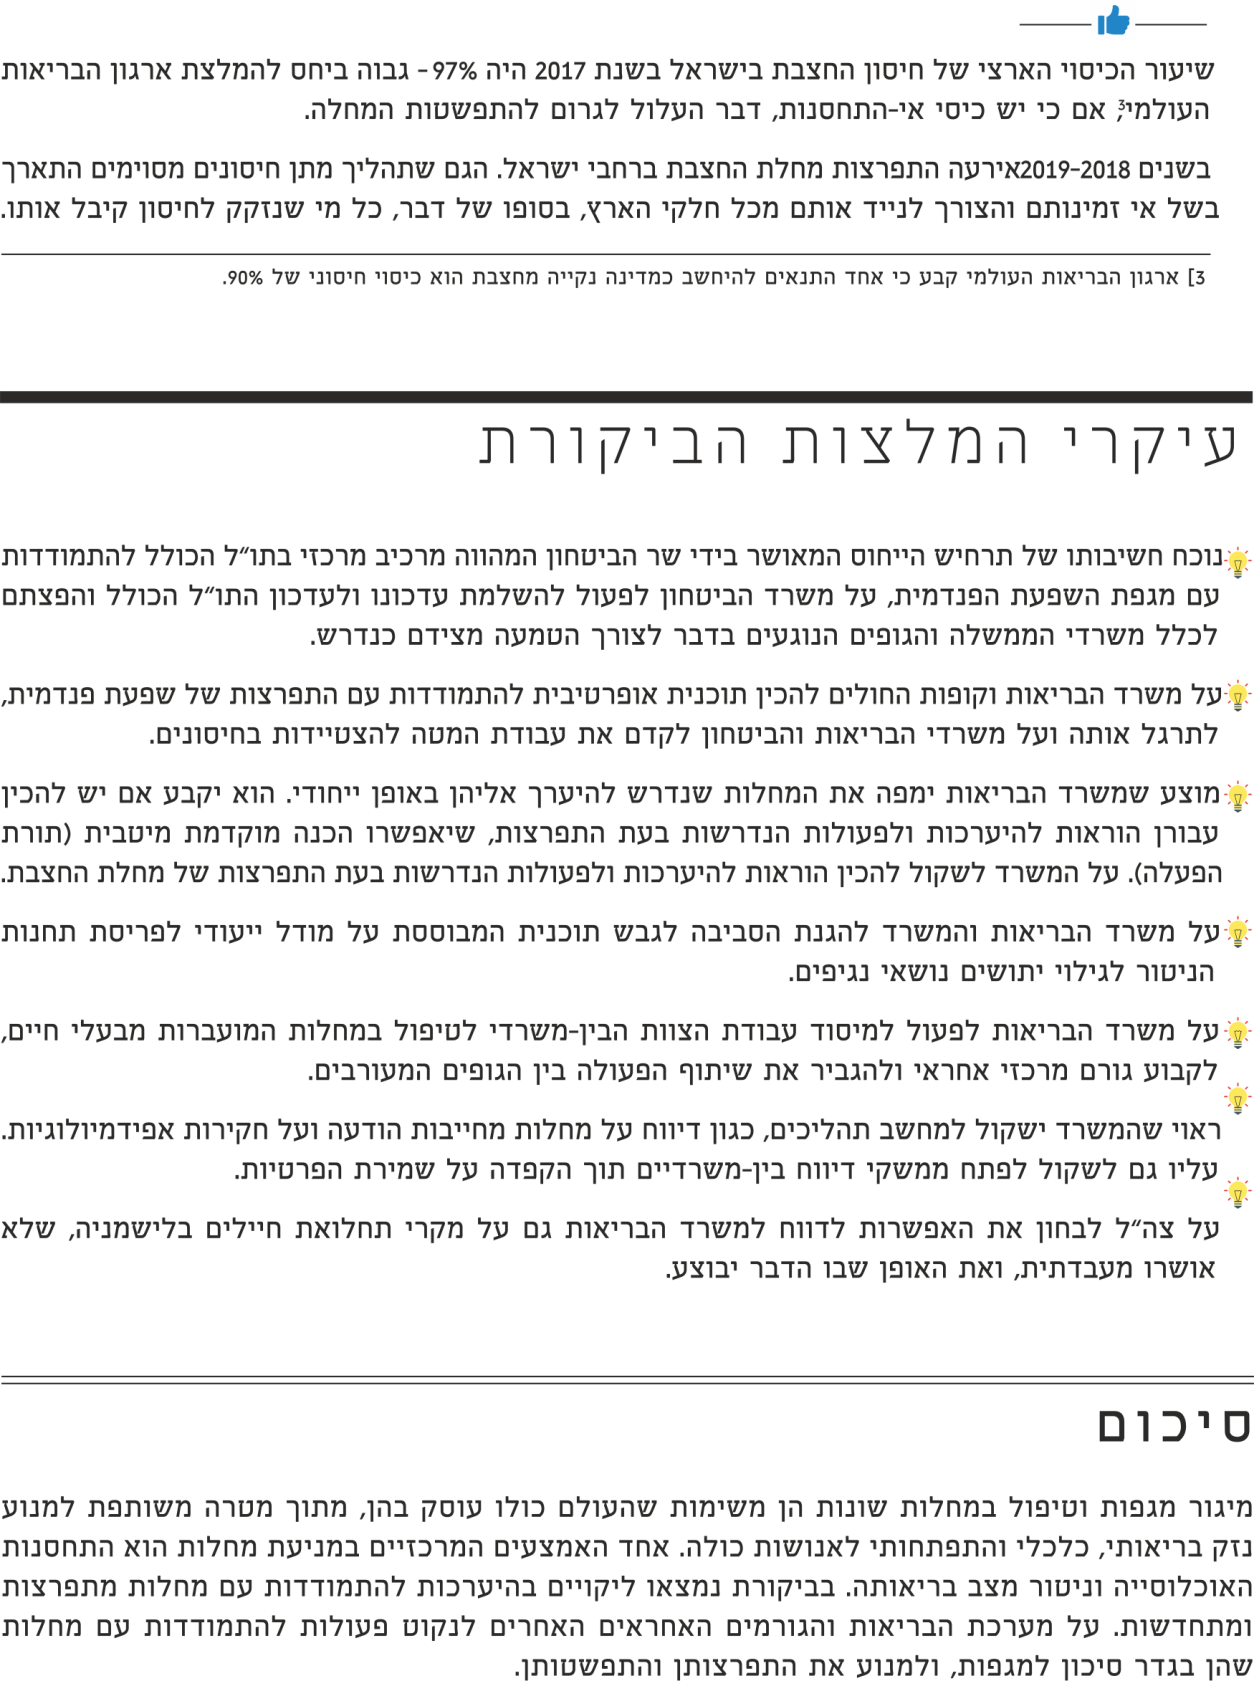 שיעור הכיסוי הארצי של חיסון החצבת בישראל בשנת 2017 היה 97% - גבוה ביחס להמלצת ארגון הבריאות
העולמי3, אם כי יש כיסי אי-התחסנות, דבר העלול לגרום להתפשטות המחלה.
בשנים 2019-2018אירעה התפרצות מחלת החצבת ברחבי ישראל. הגם שתהליך מתן חיסונים מסוימים התארך
בשל אי זמינותם והצורך לנייד אותם מכל חלקי הארץ, בסופו של דבר, כל מי שנזקק לחיסון קיבל אותו.
3] ארגון הבריאות העולמי קבע כי אחד התנאים להיחשב כמדינה נקייה מחצבת הוא כיסוי חיסוני של 90%.
עיקרי המלצות הביקורת
נוכח חשיבותו של תרחיש הייחוס המאושר בידי שר הביטחון המהווה מרכיב מרכזי בתו״ל הכולל להתמודדות
עם מגפת השפעת הפנדמית, על משרד הביטחון לפעול להשלמת עדכונו ולעדכון התו״ל הכולל והפצתם
לכלל משרדי הממשלה והגופים הנוגעים בדבר לצורך הטמעה מצידם כנדרש.
על משרד הבריאות וקופות החולים להכין תוכנית אופרטיבית להתמודדות עם התפרצות של שפעת פנדמית,
לתרגל אותה ועל משרדי הבריאות והביטחון לקדם את עבודת המטה להצטיידות בחיסונים.
מוצע שמשרד הבריאות ימפה את המחלות שנדרש להיערך אליהן באופן ייחודי. הוא יקבע אם יש להכין
עבורן הוראות להיערכות ולפעולות הנדרשות בעת התפרצות, שיאפשרו הכנה מוקדמת מיטבית (תורת
הפעלה). על המשרד לשקול להכין הוראות להיערכות ולפעולות הנדרשות בעת התפרצות של מחלת החצבת.
על משרד הבריאות והמשרד להגנת הסביבה לגבש תוכנית המבוססת על מודל ייעודי לפריסת תחנות
הניטור לגילוי יתושים נושאי נגיפים.
על משרד הבריאות לפעול למיסוד עבודת הצוות הבין-משרדי לטיפול במחלות המועברות מבעלי חיים,
לקבוע גורם מרכזי אחראי ולהגביר את שיתוף הפעולה בין הגופים המעורבים.
ראוי שהמשרד ישקול למחשב תהליכים, כגון דיווח על מחלות מחייבות הודעה ועל חקירות אפידמיולוגיות.
עליו גם לשקול לפתח ממשקי דיווח בין-משרדיים תוך הקפדה על שמירת הפרטיות.
על צה״ל לבחון את האפשרות לדווח למשרד הבריאות גם על מקרי תחלואת חיילים בלישמניה, שלא
אושרו מעבדתית, ואת האופן שבו הדבר יבוצע.
סיכום
מיגור מגפות וטיפול במחלות שונות הן משימות שהעולם כולו עוסק בהן, מתוך מטרה משותפת למנוע
נזק בריאותי, כלכלי והתפתחותי לאנושות כולה. אחד האמצעים המרכזיים במניעת מחלות הוא התחסנות
האוכלוסייה וניטור מצב בריאותה. בביקורת נמצאו ליקויים בהיערכות להתמודדות עם מחלות מתפרצות
ומתחדשות. על מערכת הבריאות והגורמים האחראים האחרים לנקוט פעולות להתמודדות עם מחלות
שהן בגדר סיכון למגפות, ולמנוע את התפרצותן והתפשטותן.